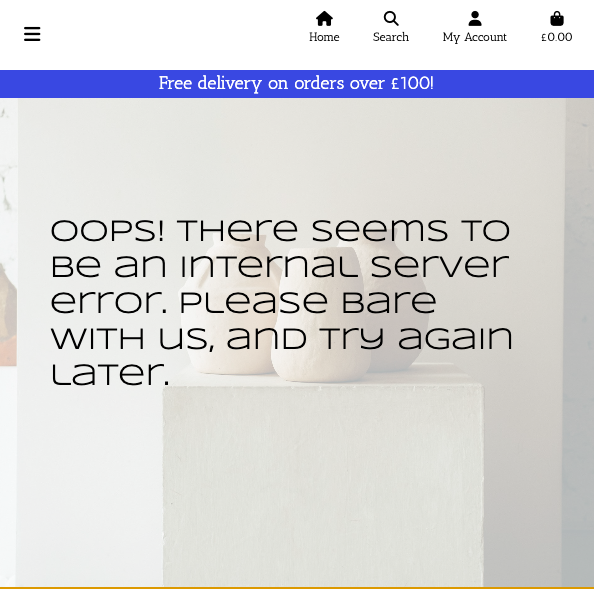 Home Search My Account £0.00
Free delivery on orders over £100!
Oops! There seems to
be an internal server
error. Please bare
with us, and try again
later.